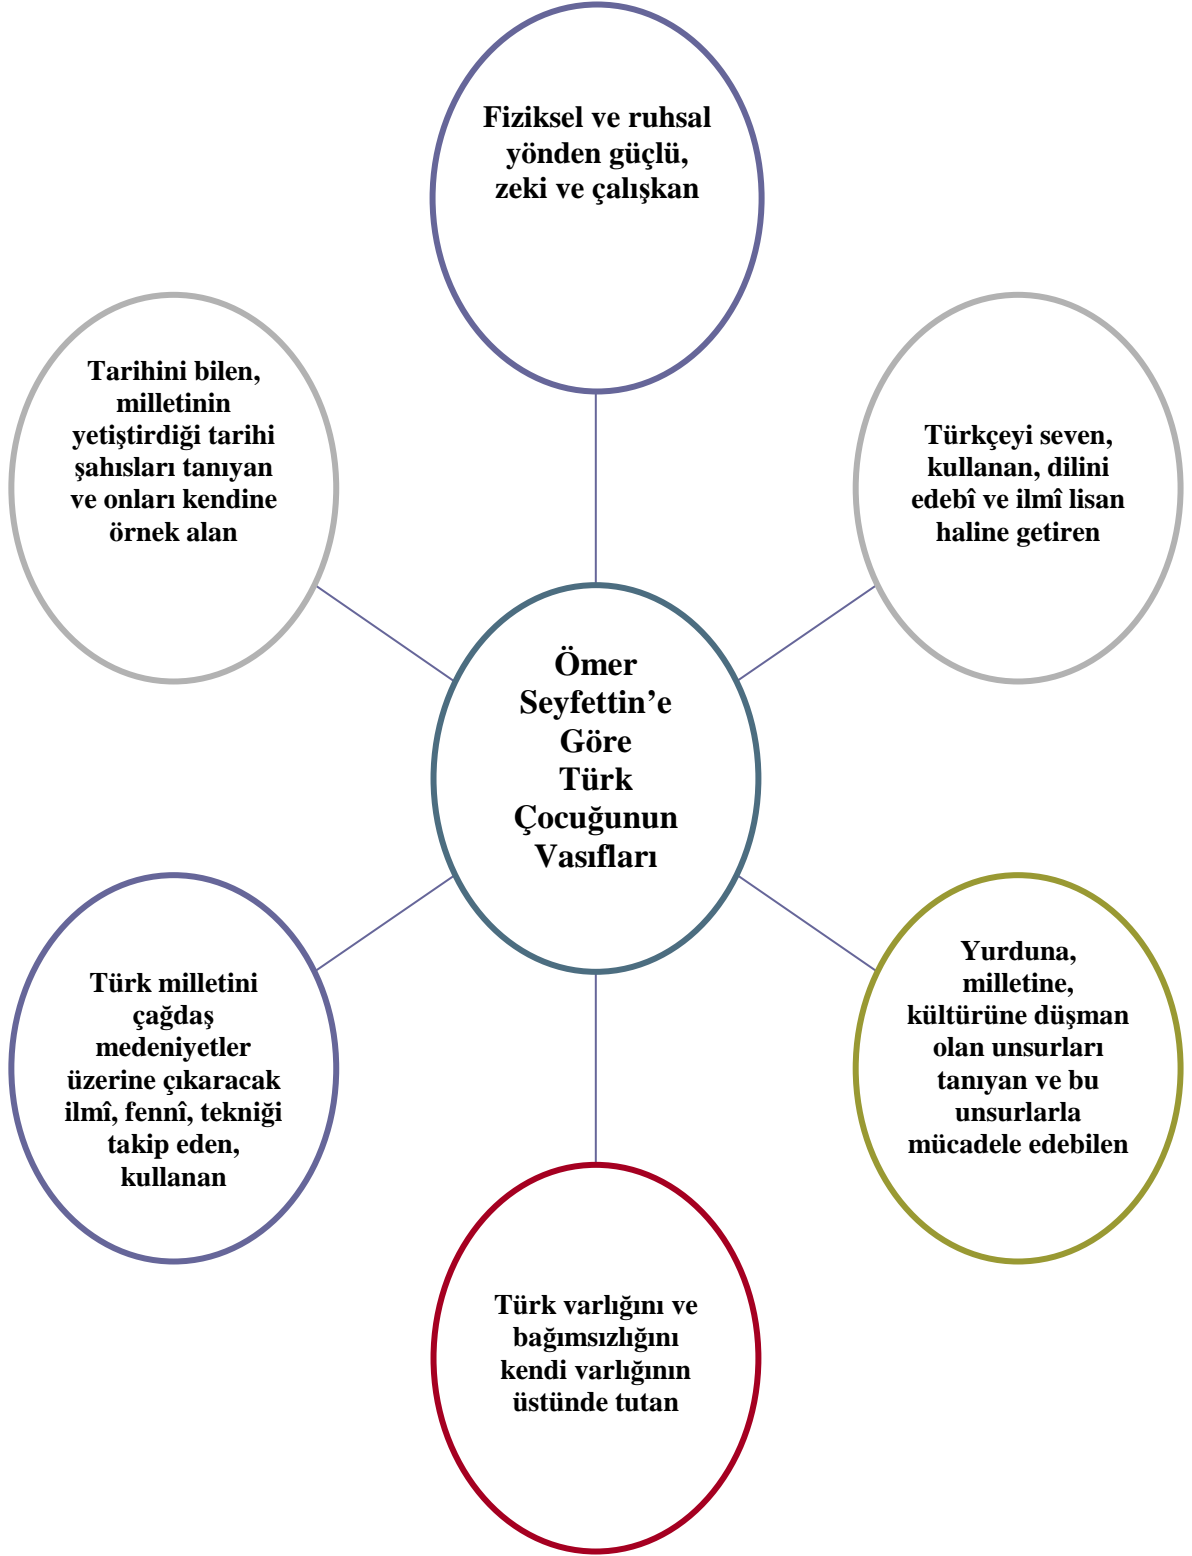 Fiziksel ve ruhsal
yönden güçlü,
zeki ve çalışkan
Tarihini bilen,
milletinin
yetiştirdiği tarihi
şahısları tanıyan
ve onları kendine
örnek alan
Türkçeyi seven,
kullanan, dilini
edebî ve ilmî lisan
haline getiren
Ömer
Seyfettin’e
Göre
Türk
Çocuğunun
Vasıfları
Türk milletini
çağdaş
medeniyetler
üzerine çıkaracak
ilmî, fennî, tekniği
takip eden,
kullanan
Yurduna,
milletine,
kültürüne düşman
olan unsurları
tanıyan ve bu
unsurlarla
mücadele edebilen
Türk varlığını ve
bağımsızlığını
kendi varlığının
üstünde tutan